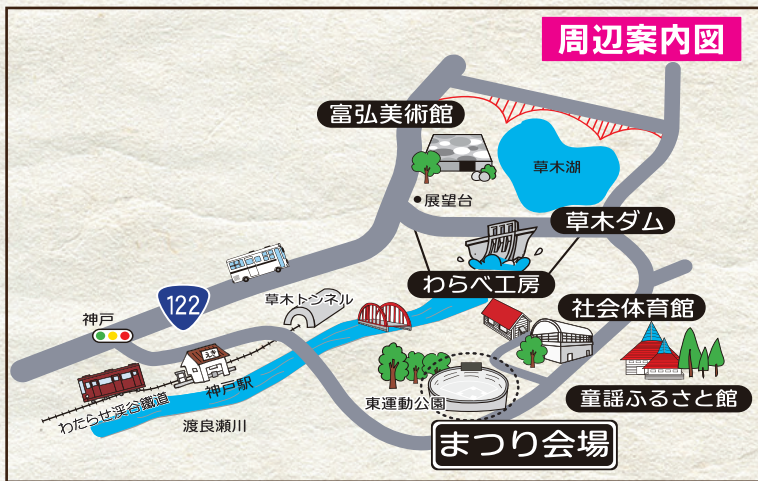 周辺案内図
富弘美術館
草木湖
展望台
草木ダム
わらべ工房
122
草木トンネル
神戸
社会体育館
神戸駅
わたらせ渓谷鐵道
東運動公園
童謡ふるさと館
渡良瀬川
まつり会場